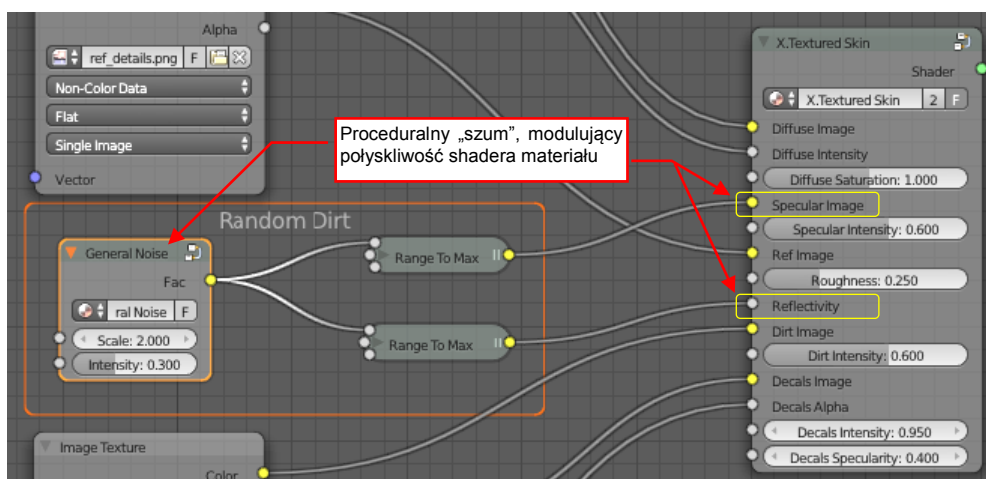 Alpha
ref_details.png F
Non-Color Data
Flat
Single Image
Vector
Proceduralny „szum”, modulujący
połyskliwość shadera materiału
Random Dirt
General Noise
Fac
ral Noise F
Scale: 2.000
Intensity: 0.300
Range To Max
Range To Max
Image Texture
Color
X.Textured Skin
Shader
X.Textured Skin 2 F
Diffuse Image
Diffuse Intensity
Diffuse Saturation: 1.000
Specular Image
Specular Intensity: 0.600
Ref Image
Roughness: 0.250
Reflectivity
Dirt Image
Dirt Intensity: 0.600
Decals Image
Decals Alpha
Decals Intensity: 0.950
Decals Specularity: 0.400